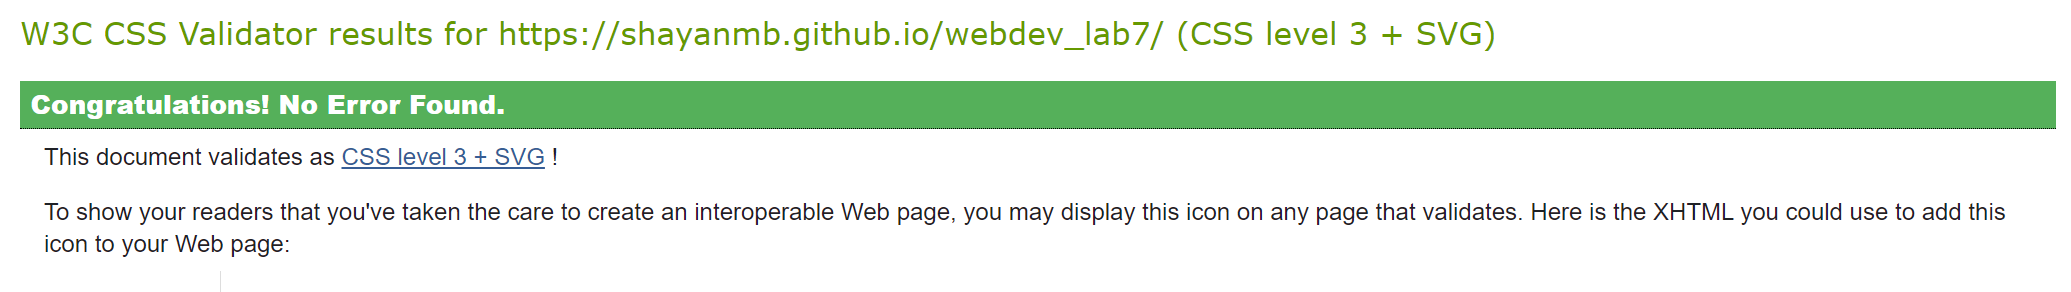 W3C CSS Validator results for https://shayanmb.github.io/webdev_lab7/ (CSS level 3 + SVG)
Congratulations! No Error Found.
This document validates as CSS level 3 + SVG !
To show your readers that you've taken the care to create an interoperable Web page, you may display this icon on any page that validates. Here is the XHTML you could use to add this
icon to your Web page: